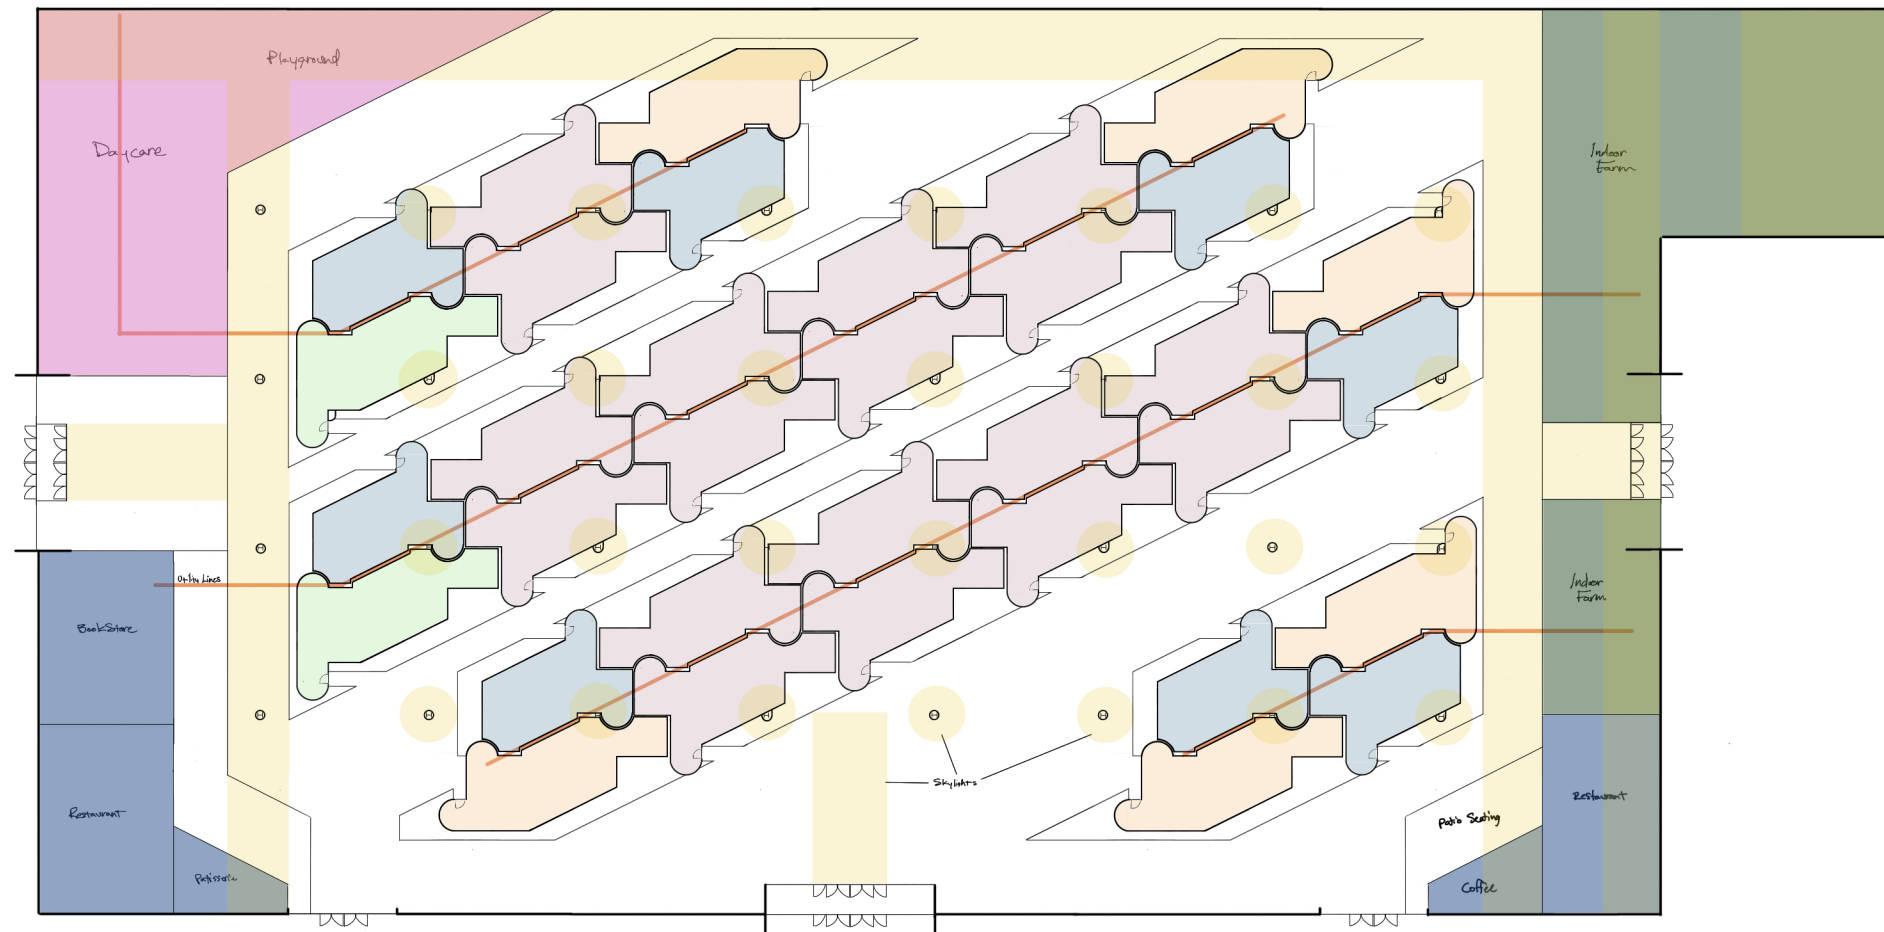 Playground
Daycare
Indoor
Farm
Utility Lines
BookStore
Indoor
Farm
Skylights
Restaurant
Restaurant
Patio Seating
Patisserie
Coffee